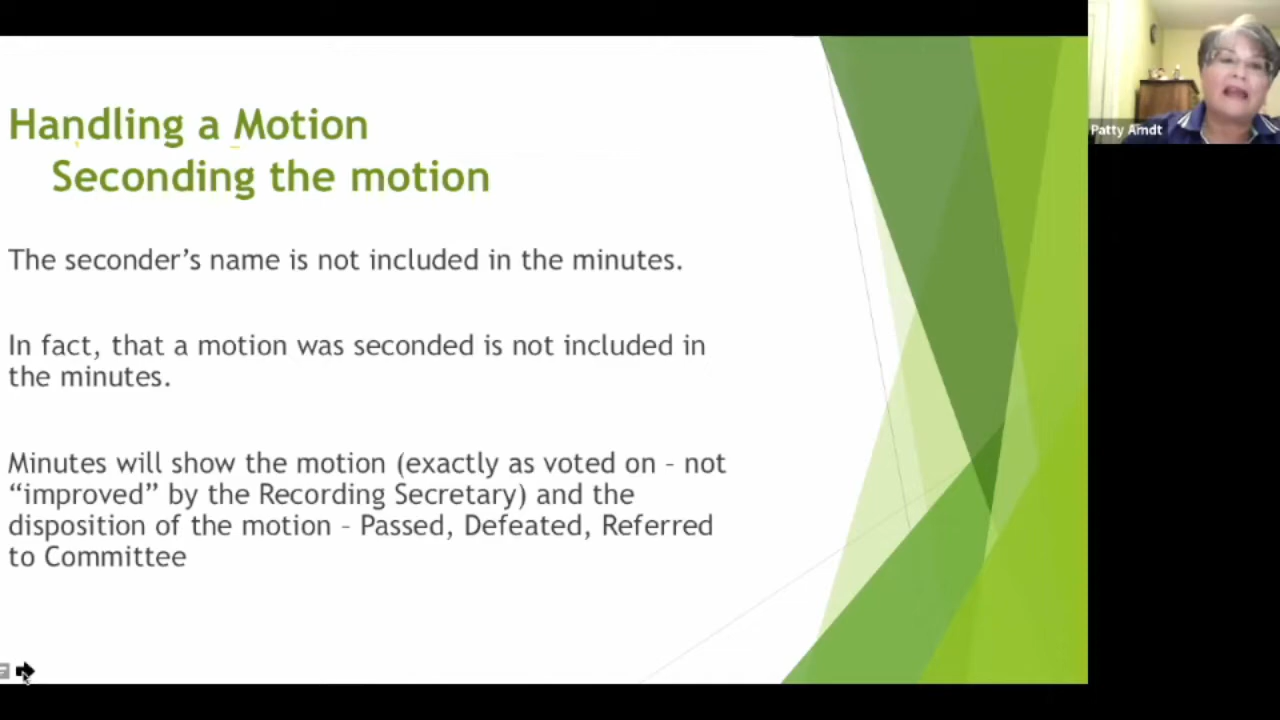 Handling a Motion
Seconding the motion
The seconder’s name is not included in the minutes.
In fact, that a motion was seconded is not included in
the minutes.
Minutes will show the motion (exactly as voted on – not
“improved” by the Recording Secretary) and the
disposition of the motion – Passed, Defeated, Referred
to Committee
Patty Arndt